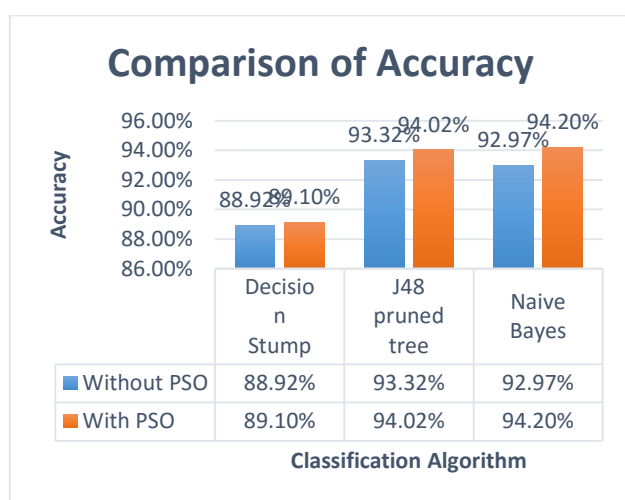 Comparison of Accuracy
Accuracy
96.00%
94.00%
92.00%
90.00%
88.00%
86.00%
88.92%
89.10%
93.32%
94.02%
92.97%
94.20%
Decisio
n
Stump
J48
pruned
tree
Naive
Bayes
Without PSO 88.92% 93.32% 92.97%
With PSO 89.10% 94.02% 94.20%
Classification Algorithm